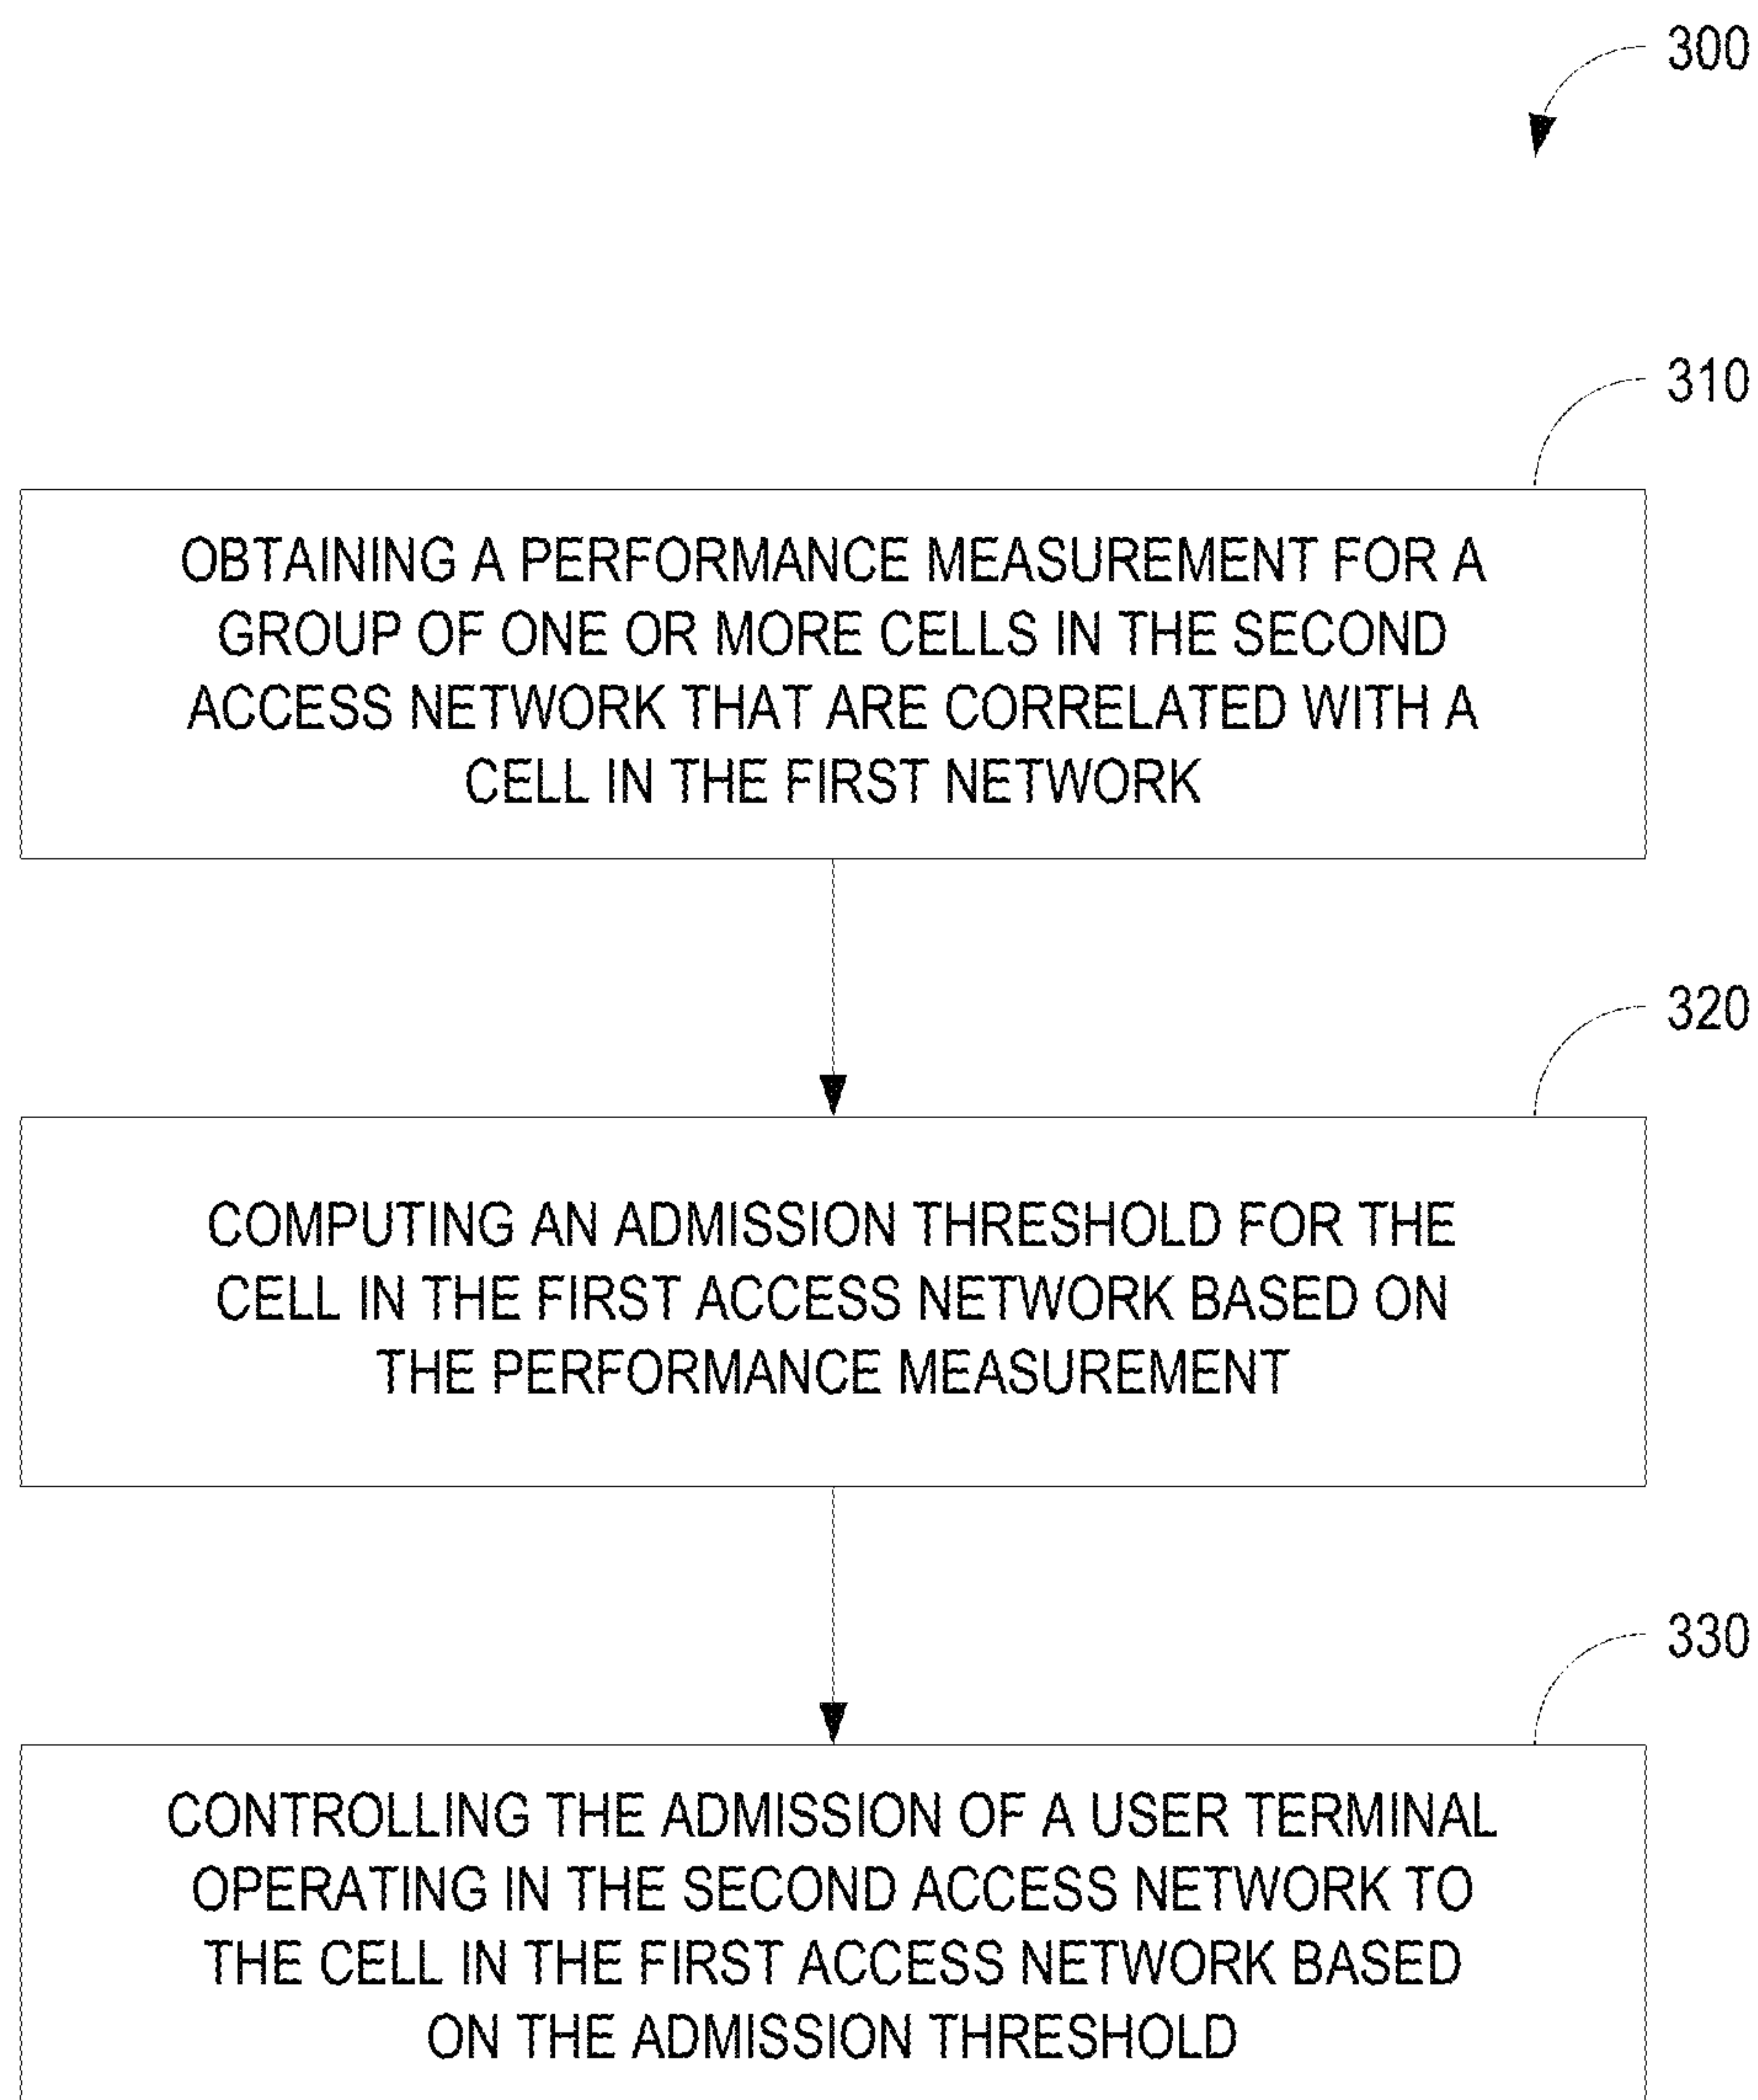 300
310
OBTAINING A PERFORMANCE MEASUREMENT FOR A
GROUP OF ONE OR MORE CELLS IN THE SECOND
ACCESS NETWORK THAT ARE CORRELATED WITH A
CELL IN THE FIRST NETWORK
320
COMPUTING AN ADMISSION THRESHOLD FOR THE
CELL IN THE FIRST ACCESS NETWORK BASED ON
THE PERFORMANCE MEASUREMENT
330
CONTROLLING THE ADMISSION OF A USER TERMINAL
OPERATING IN THE SECOND ACCESS NETWORK TO
THE CELL IN THE FIRST ACCESS NETWORK BASED
ON THE ADMISSION THRESHOLD